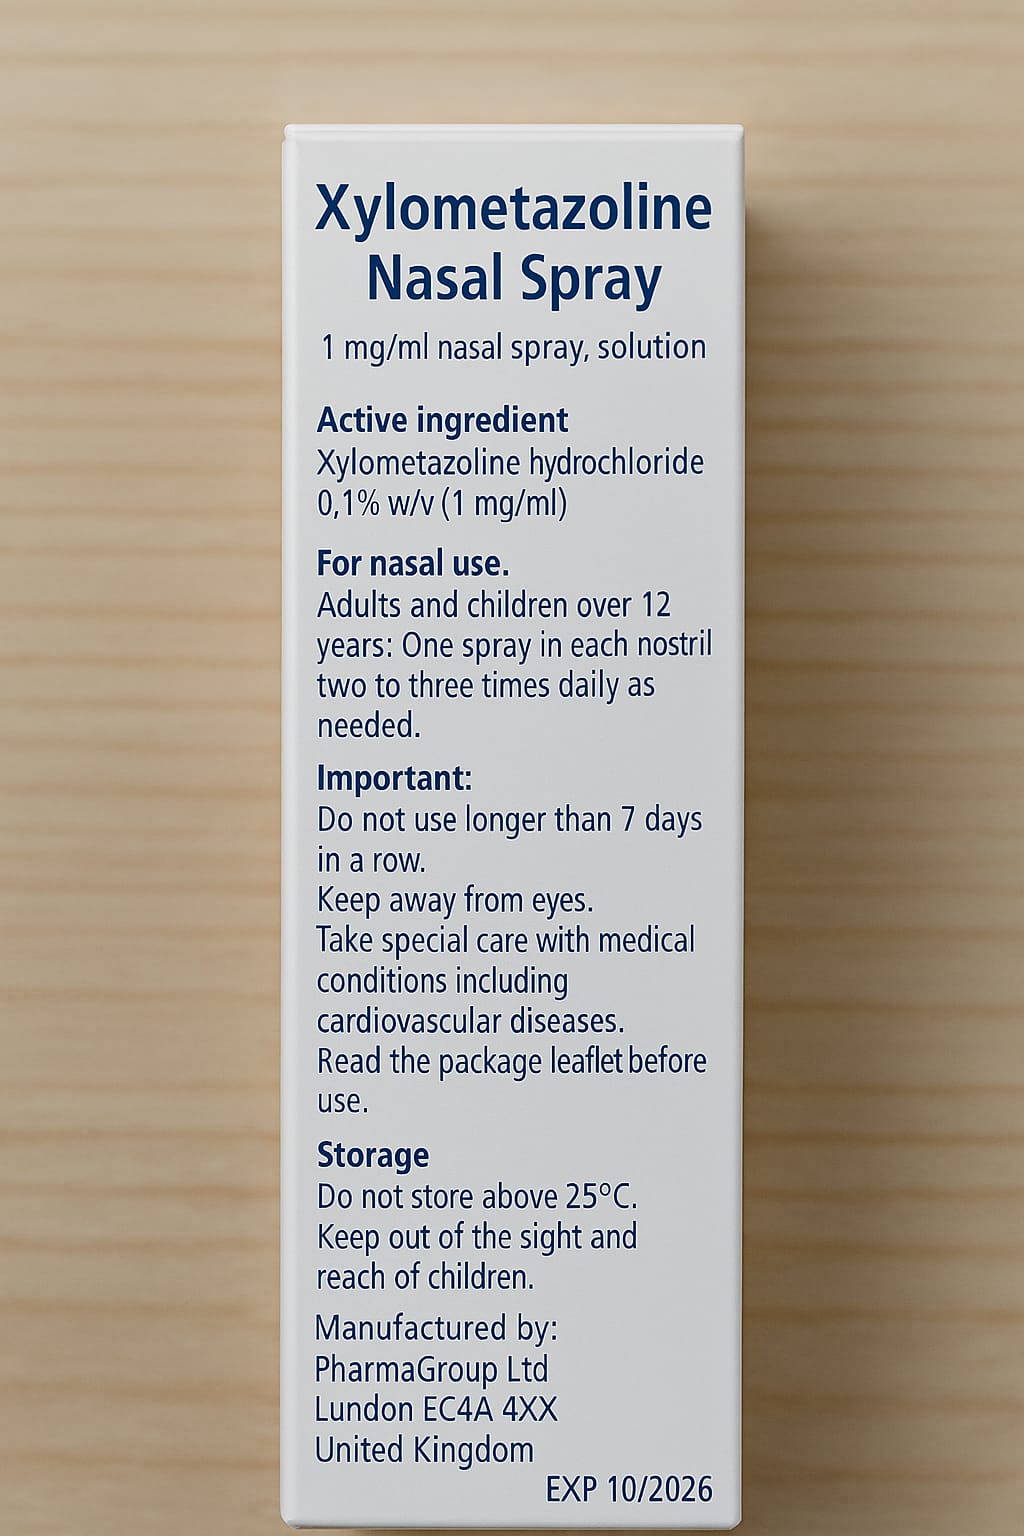 Xylometazoline
Nasal Spray
1 mg/ml nasal spray, solution
Active ingredient
Xylometazoline hydrochloride
0,1% w/v (1 mg/ml)
For nasal use.
Adults and children over 12
years: One spray in each nostril
two to three times daily as
needed.
Important:
Do not use longer than 7 days
in a row.
Keep away from eyes.
Take special care with medical
conditions including
cardiovascular diseases.
Read the package leaflet before
use.
Storage
Do not store above 25°C.
Keep out of the sight and
reach of children.
Manufactured by:
PharmaGroup Ltd
Lundon EC4A 4XX
United Kingdom
EXP 10/2026